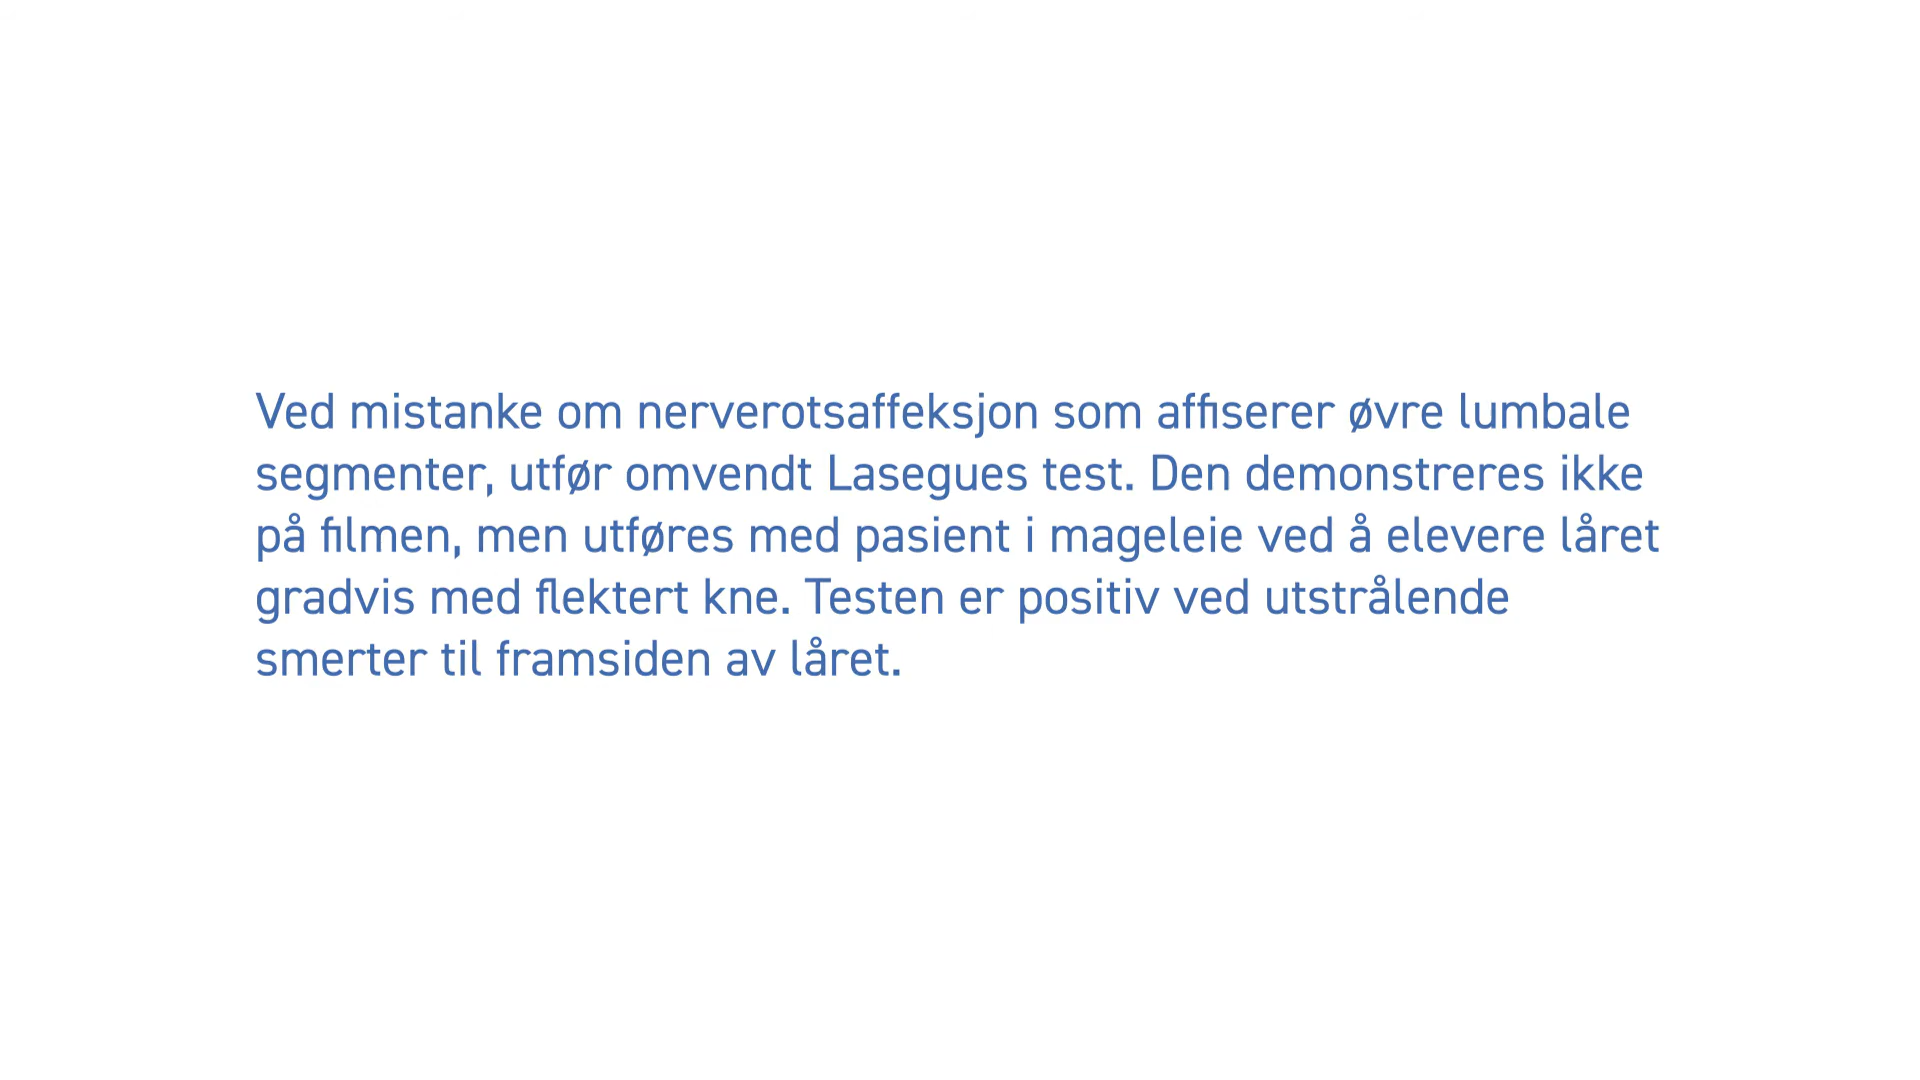 Ved mistanke om nerverotsaffeksjon som affiserer øvre lumbale
segmenter, utfør omvendt Lasegues test. Den demonstreres ikke
på filmen, men utføres med pasient i mageleie ved å elevere låret
gradvis med flektert kne. Testen er positiv ved utstrålende
smerter til framsiden av låret.